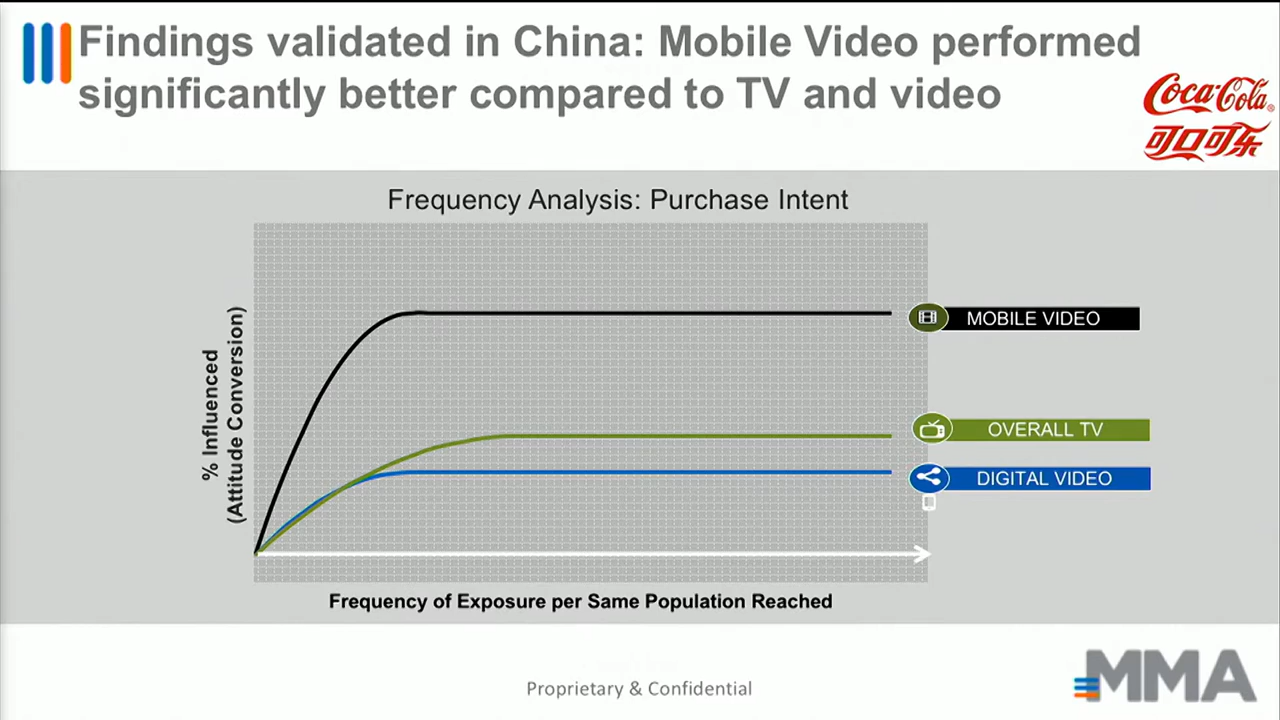 Findings validated in China: Mobile Video performed
significantly better compared to TV and video
Coca-Cola®
可口可乐
Frequency Analysis: Purchase Intent
% Influenced
(Attitude Conversion)
MOBILE VIDEO
OVERALL TV
DIGITAL VIDEO
Frequency of Exposure per Same Population Reached
Proprietary & Confidential
MMA